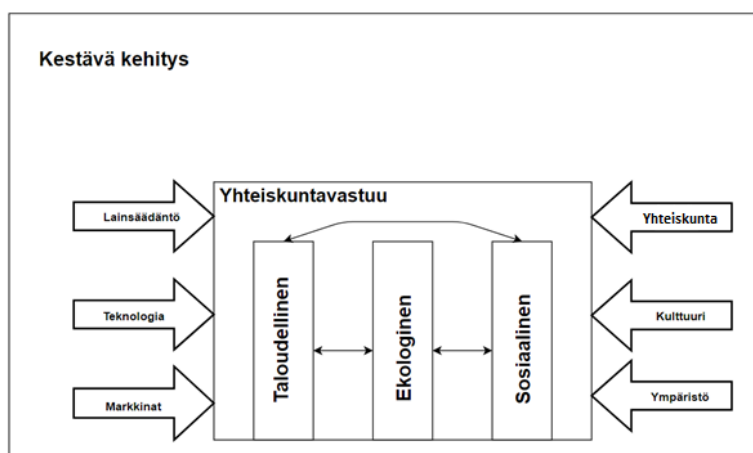 Kestävä kehitys
Yhteiskuntavastuu
Lainsäädäntö
Yhteiskunta
Teknologia
Kulttuuri
Markkinat
Ympäristö
Taloudellinen
Ekologinen
Sosiaalinen